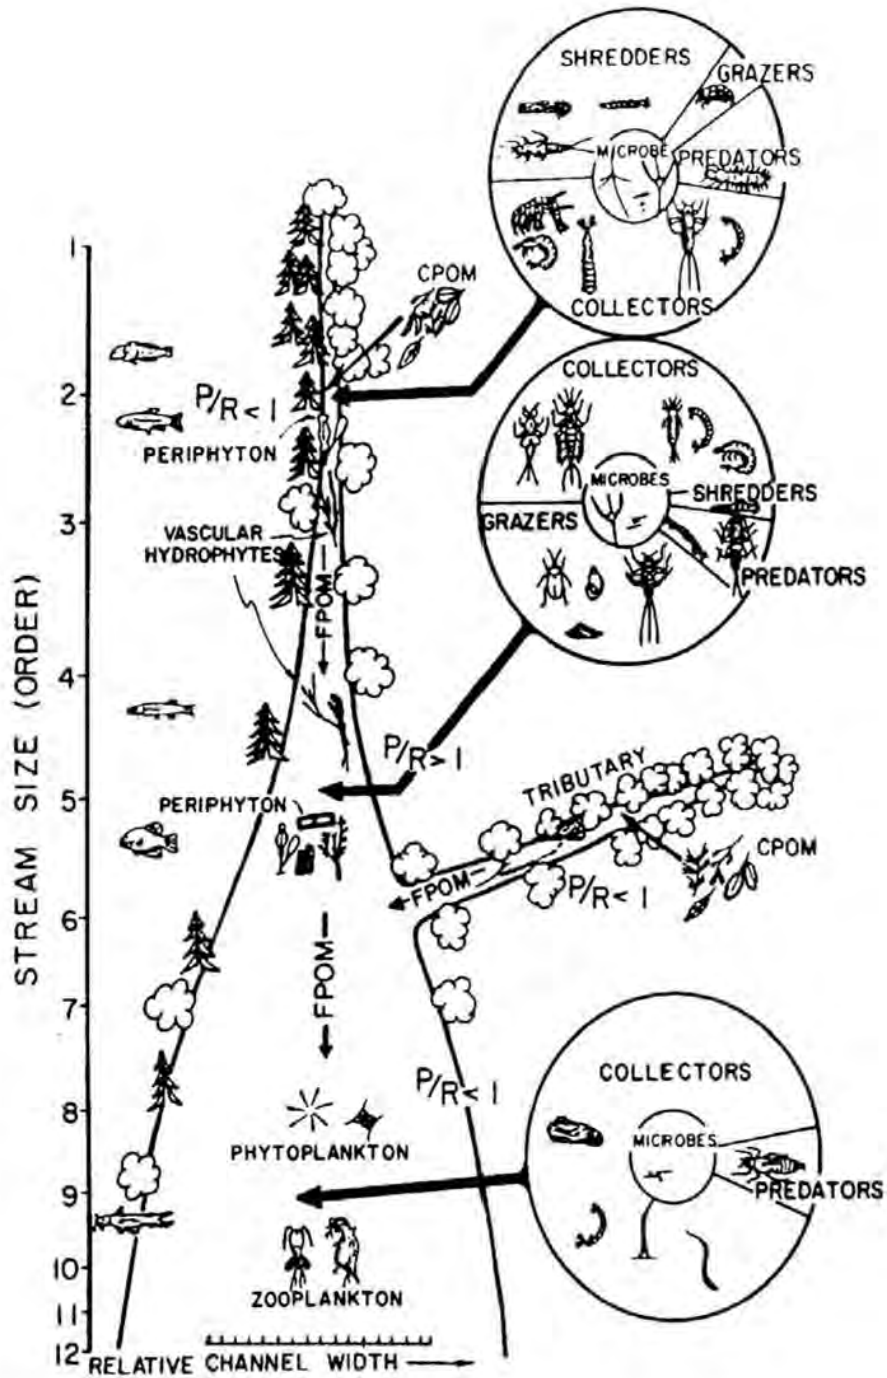 SHREDDERS
GRAZERS
MICROBE
PREDATORS
COLLECTORS
1
CPOM
2
P/R < 1
PERIPHYTON
COLLECTORS
MICROBES
SHREDDERS
GRAZERS
PREDATORS
3
VASCULAR
HYDROPHYTES
FPOM
4
STREAM SIZE (ORDER)
P/R > 1
5
PERIPHYTON
TRIBUTARY
CPOM
FPOM
P/R < 1
6
FPOM
7
P/R < 1
8
PHYTOPLANKTON
COLLECTORS
MICROBES
PREDATORS
9
10
ZOOPLANKTON
11
12
RELATIVE CHANNEL WIDTH